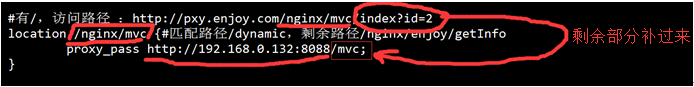 #有/，访问路径 ：http://pxy.enjoy.com/nginx/mvc/index?id=2
location /nginx/mvc {#匹配路径/dynamic，剩余路径/nginx/enjoy/getInfo
proxy_pass http://192.168.0.132:8088/mvc;
}
剩余部分补过来